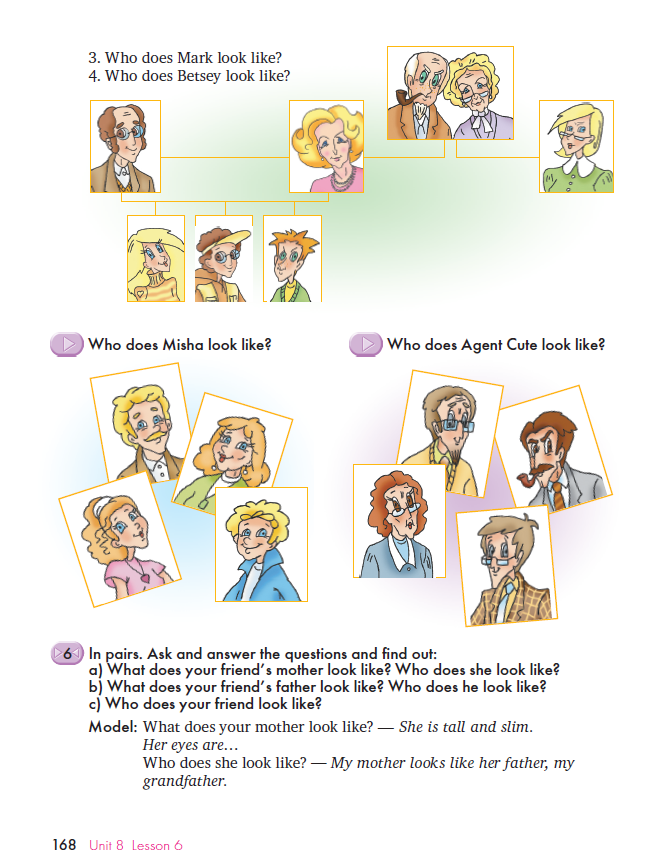 3. Who does Mark look like?
4. Who does Betsey look like?
Who does Misha look like?
Who does Agent Cute look like?
6 In pairs. Ask and answer the questions and find out:
a) What does your friend's mother look like? Who does she look like?
b) What does your friend's father look like? Who does he look like?
c) Who does your friend look like?
Model: What does your mother look like? — She is tall and slim.
Her eyes are…
Who does she look like? — My mother looks like her father, my
grandfather.
168 Unit 8 Lesson 6